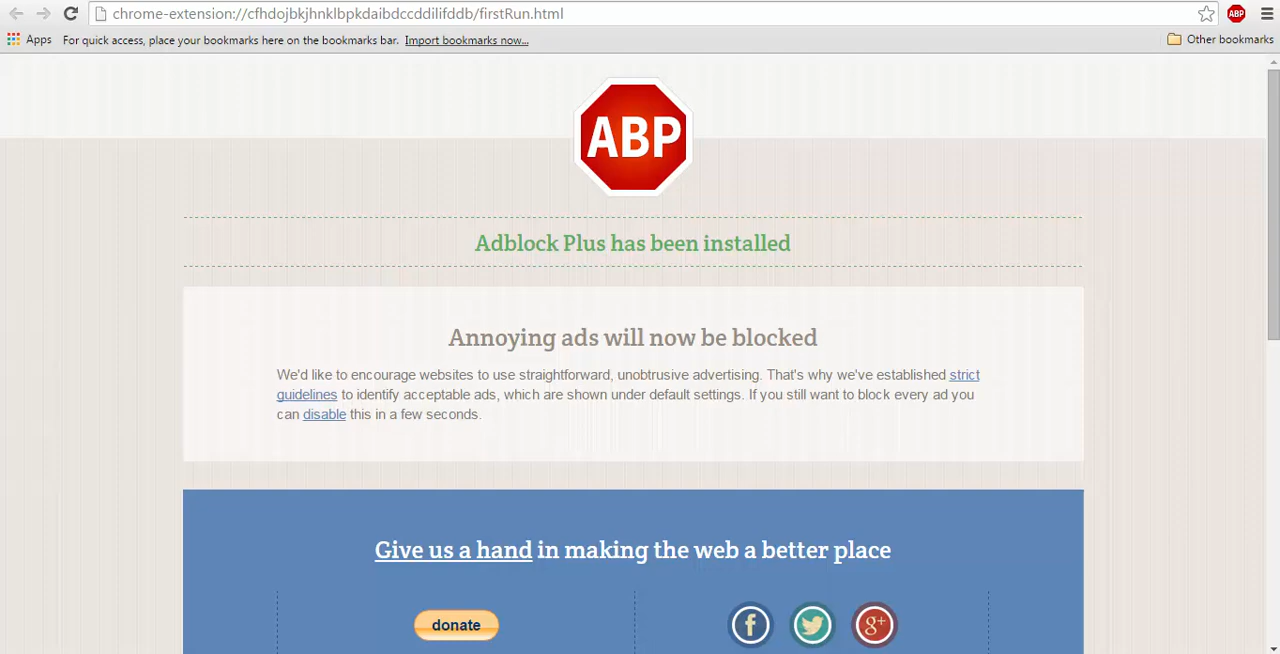 chrome-extension://cfhdojbkjhnklbpkdaibdccddilifddb/firstRun.html
ABP
Apps For quick access, place your bookmarks here on the bookmarks bar. Import bookmarks now... Other bookmarks
ABP
Adblock Plus has been installed
Annoying ads will now be blocked
We'd like to encourage websites to use straightforward, unobtrusive advertising. That's why we've established strict
guidelines to identify acceptable ads, which are shown under default settings. If you still want to block every ad you
can disable this in a few seconds.
Give us a hand in making the web a better place
donate
f
g+